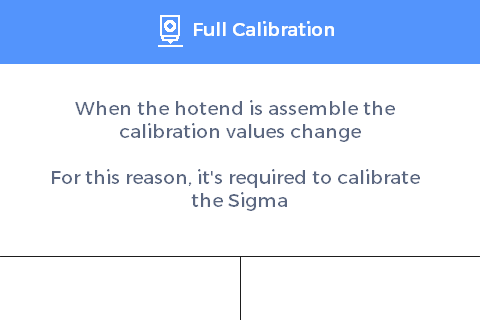 Full Calibration
When the hotend is assemble the
calibration values change
For this reason, it's required to calibrate
the Sigma